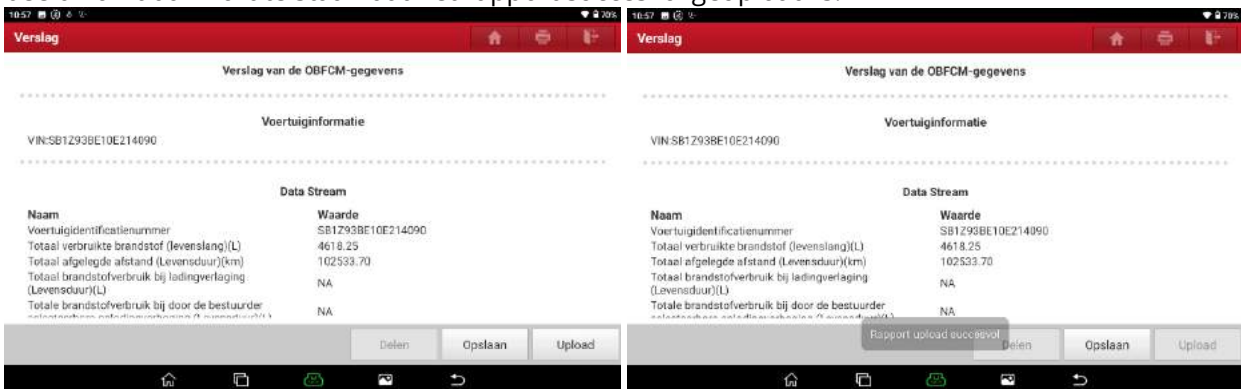 10:57
70%
Verslag
Verslag van de OBFCM-gegevens
Voertuiginformatie
VIN:SB1Z93BE10E214090
Data Stream
Naam Waarde
Voertuigidentificatienummer SB1Z93BE10E214090
Totaal verbruikte brandstof (levenslang)(L) 4618.25
Totaal afgelegde afstand (Levensduur)(km) 102533.70
Totaal brandstofverbruik bij ladingverlaging
(Levensduur)(L) NA
Totale brandstofverbruik bij door de bestuurder NA
Delen Opslaan Upload
10:57
70%
Verslag
Verslag van de OBFCM-gegevens
Voertuiginformatie
VIN:SB1Z93BE10E214090
Data Stream
Naam Waarde
Voertuigidentificatienummer SB1Z93BE10E214090
Totaal verbruikte brandstof (levenslang)(L) 4618.25
Totaal afgelegde afstand (Levensduur)(km) 102533.70
Totaal brandstofverbruik bij ladingverlaging
(Levensduur)(L) NA
Totale brandstofverbruik bij door de bestuurder NA
Rapport upload succesvol
Delen Opslaan Upload